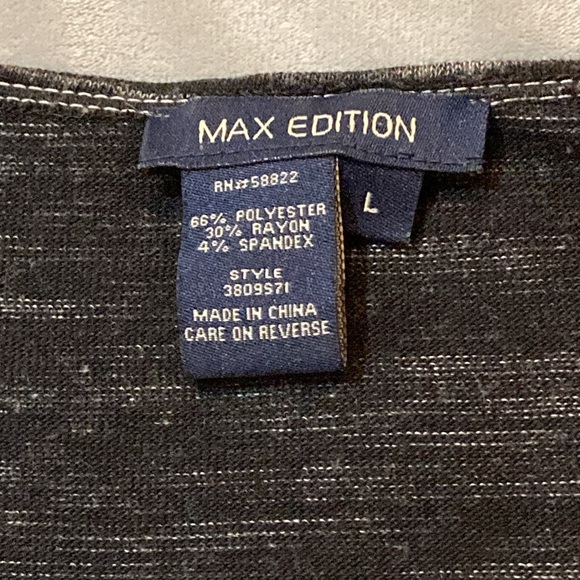 MAX EDITION
L
RN#58822
66% POLYESTER
30% RAYON
4% SPANDEX
STYLE
3809S71
MADE IN CHINA
CARE ON REVERSE